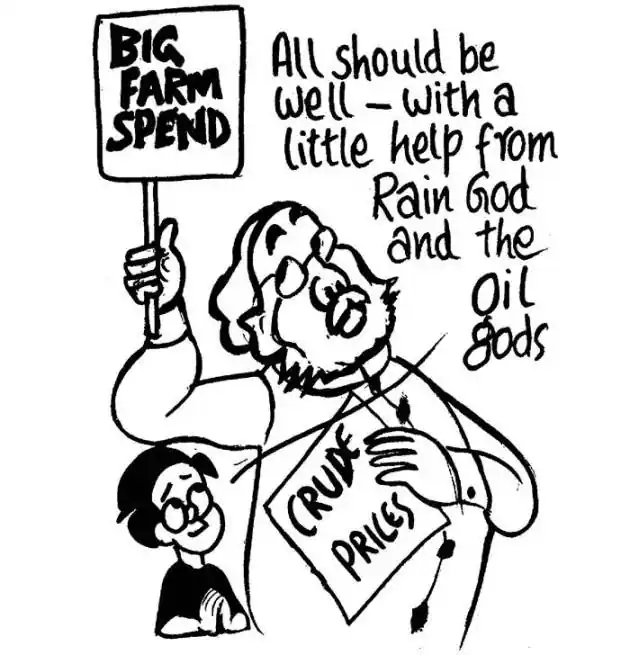 BIG
FARM
SPEND
All should be
well – with a
little help from
Rain God
and the
oil
gods
CRUDE
PRICES